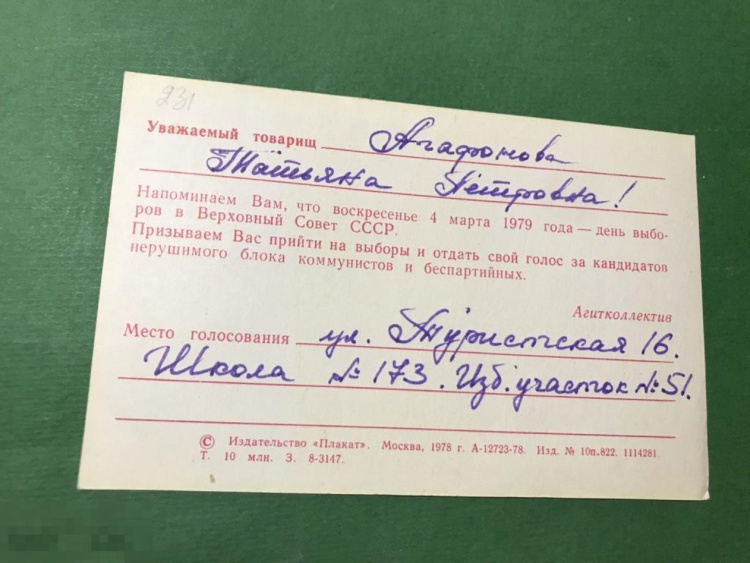 231
Уважаемый товарищ Агафонова
Татьяна Петровна!
Напоминаем Вам, что воскресенье 4 марта 1979 года — день выбо-
ров в Верховный Совет СССР.
Призываем Вас прийти на выборы и отдать свой голос за кандидатов
нерушимого блока коммунистов и беспартийных.
Агитколлектив
Место голосования ул. Туристская 16.
Школа № 173. Изб. участок № 51.
© Издательство «Плакат». Москва, 1978 г. А-12723-78. Изд. № 10п.822. 1114281.
Т. 10 млн. З. 8-3147.